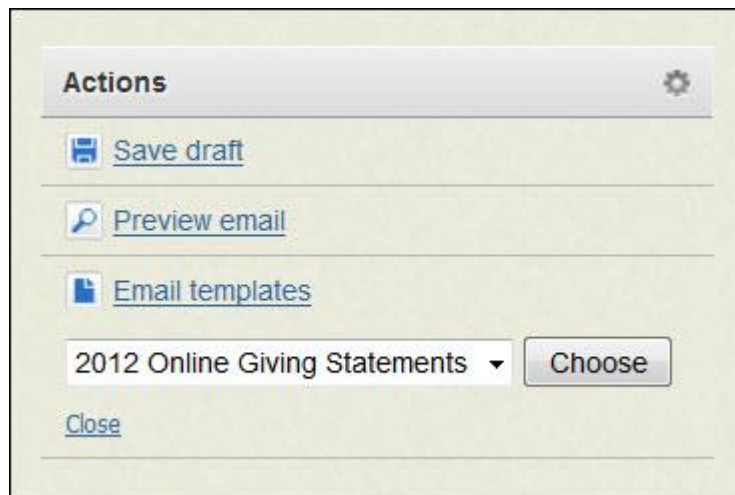 Actions
Save draft
Preview email
Email templates
2012 Online Giving Statements Choose
Close